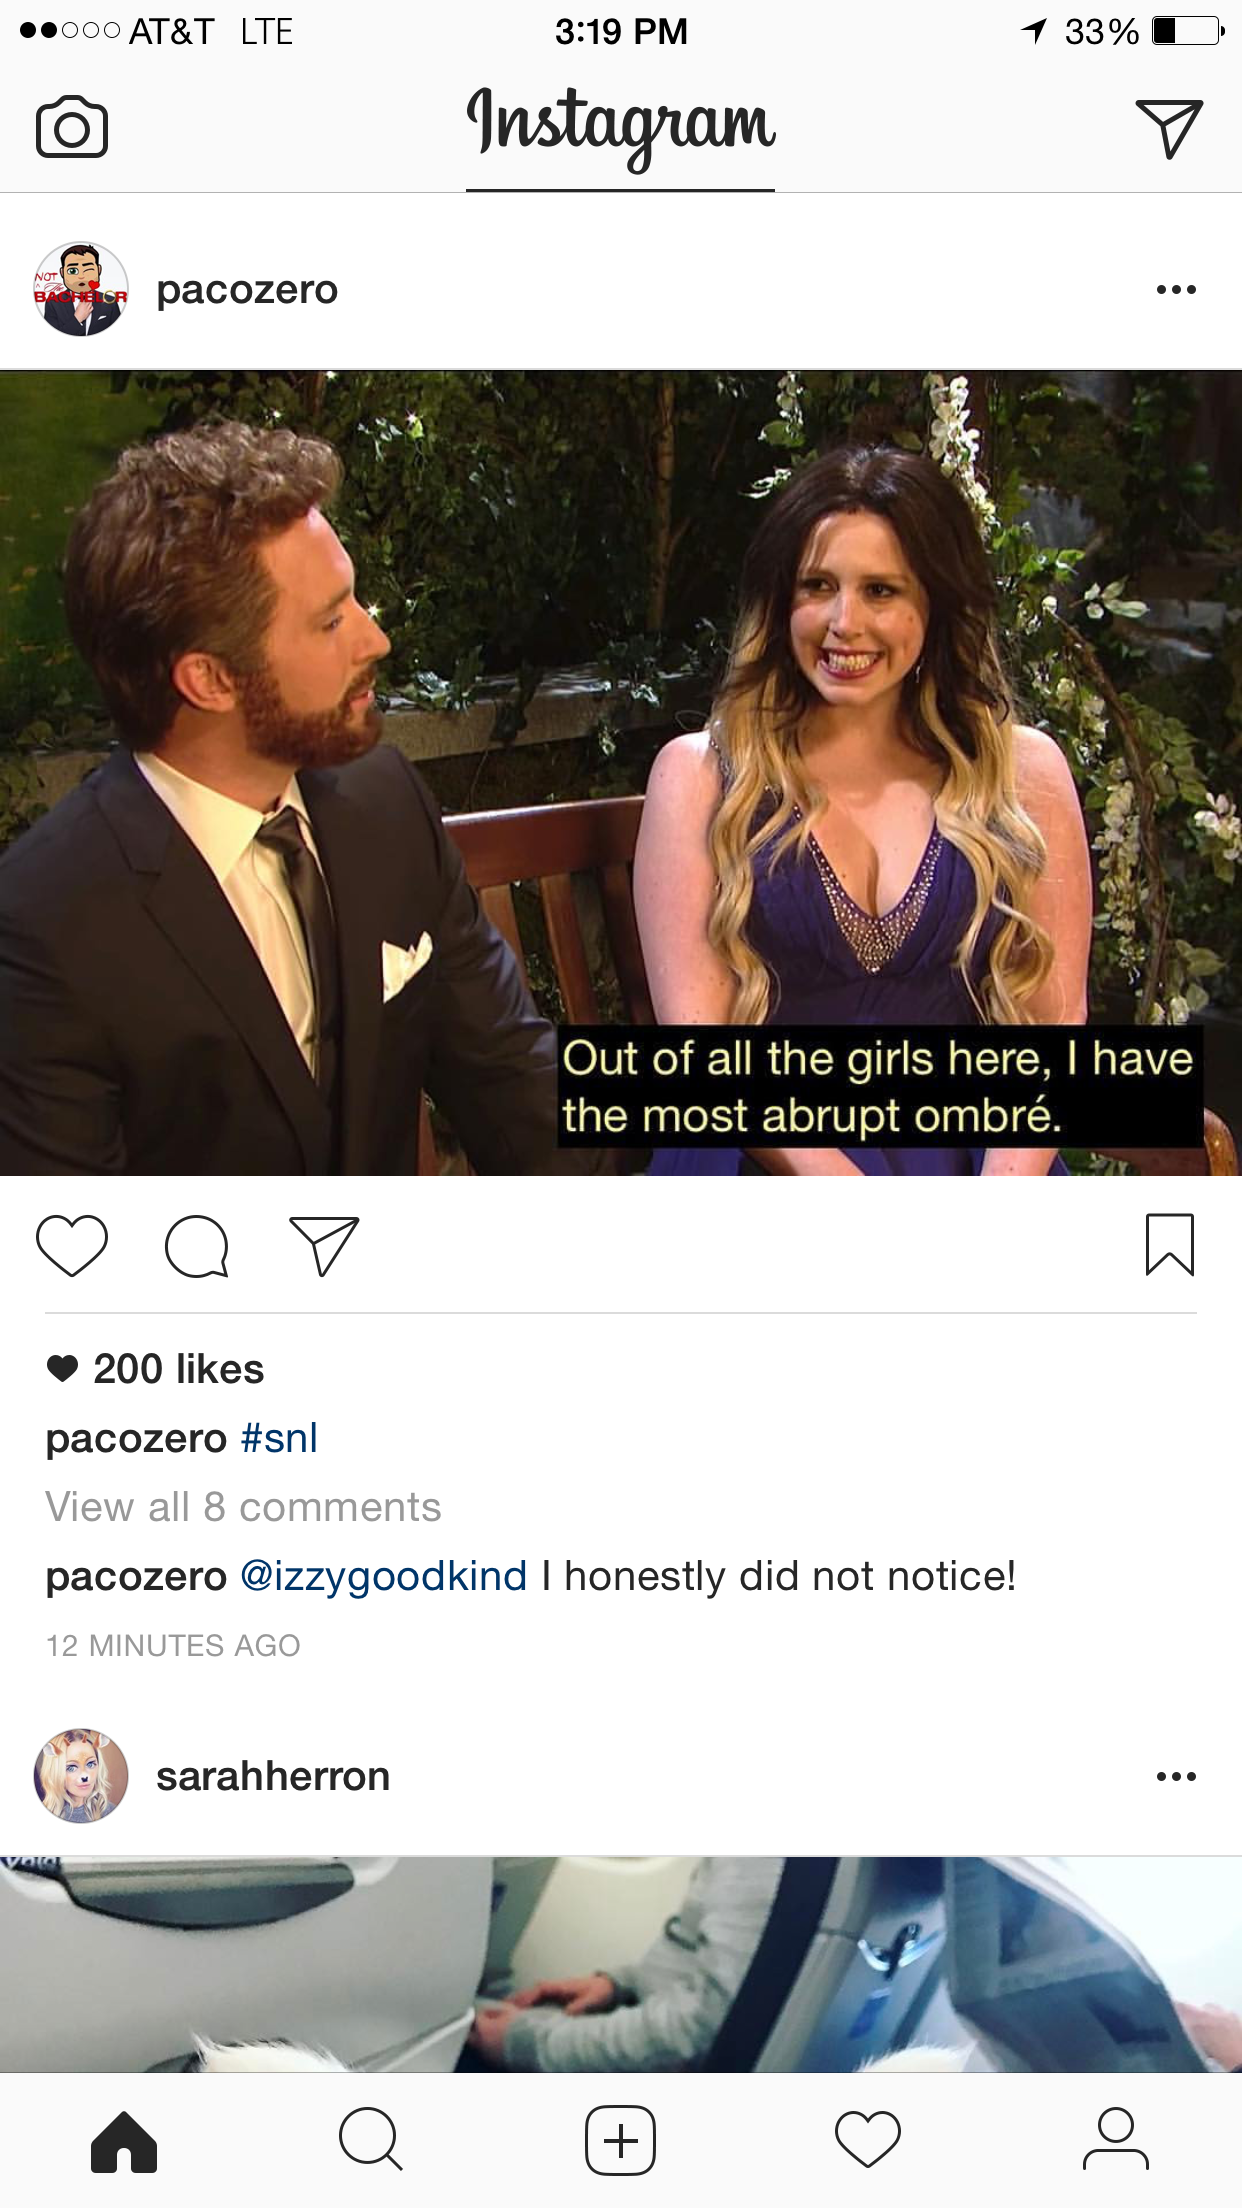 AT&T LTE 3:19 PM 33%
Instagram
NOT
The
BACHELOR
pacozero
Out of all the girls here, I have
the most abrupt ombré.
200 likes
pacozero #snl
View all 8 comments
pacozero @izzygoodkind I honestly did not notice!
12 MINUTES AGO
sarahherron